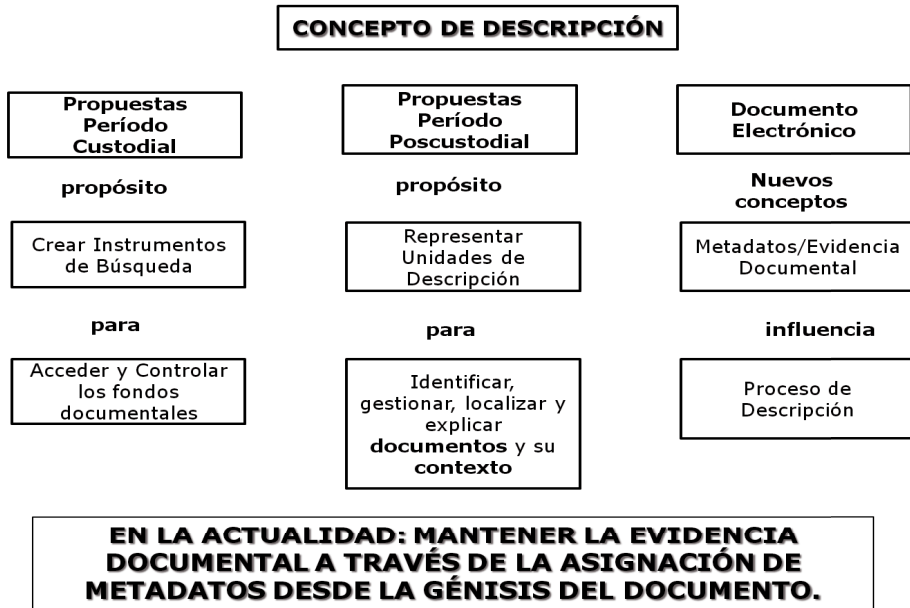 CONCEPTO DE DESCRIPCIÓN
Propuestas
Período
Custodial
propósito
Crear Instrumentos
de Búsqueda
para
Acceder y Controlar
los fondos
documentales
Propuestas
Período
Poscustodial
propósito
Representar
Unidades de
Descripción
para
Identificar,
gestionar, localizar y
explicar
documentos y su
contexto
Documento
Electrónico
Nuevos
conceptos
Metadatos/Evidencia
Documental
influencia
Proceso de
Descripción
EN LA ACTUALIDAD: MANTENER LA EVIDENCIA
DOCUMENTAL A TRAVÉS DE LA ASIGNACIÓN DE
METADATOS DESDE LA GÉNISIS DEL DOCUMENTO.